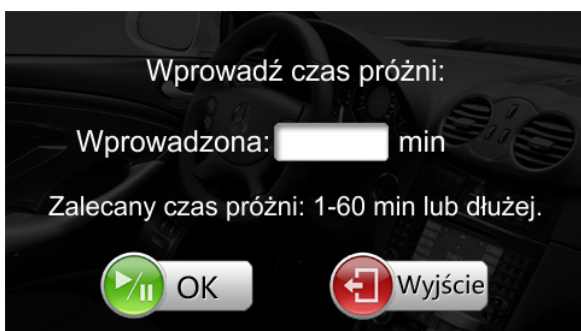 Wprowadź czas próżni:
Wprowadzona: min
Zalecany czas próżni: 1-60 min lub dłużej.
OK Wyjście